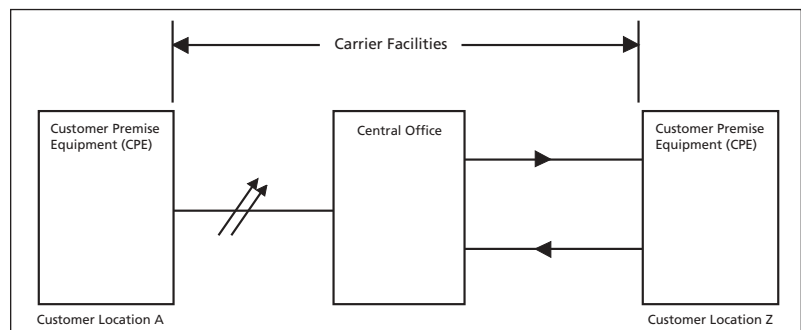 Carrier Facilities
Customer Premise
Equipment (CPE)
Central Office
Customer Premise
Equipment (CPE)
Customer Location A
Customer Location Z